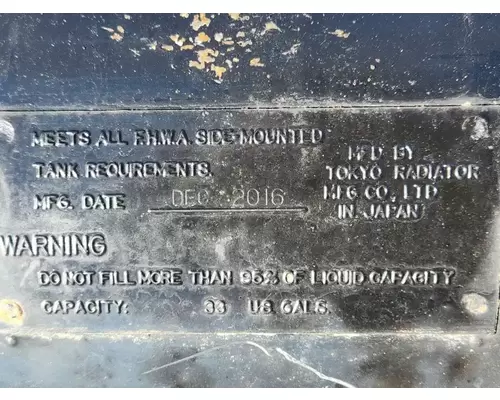 MEETS ALL F.H.W.A. SIDE-MOUNTED
TANK REQUIREMENTS.
MFG. DATE DEC 2016
MFD BY
TOKYO RADIATOR
MFG. CO., LTD
IN JAPAN
WARNING
DO NOT FILL MORE THAN 95% OF LIQUID CAPACITY
CAPACITY: 33 US GALS.